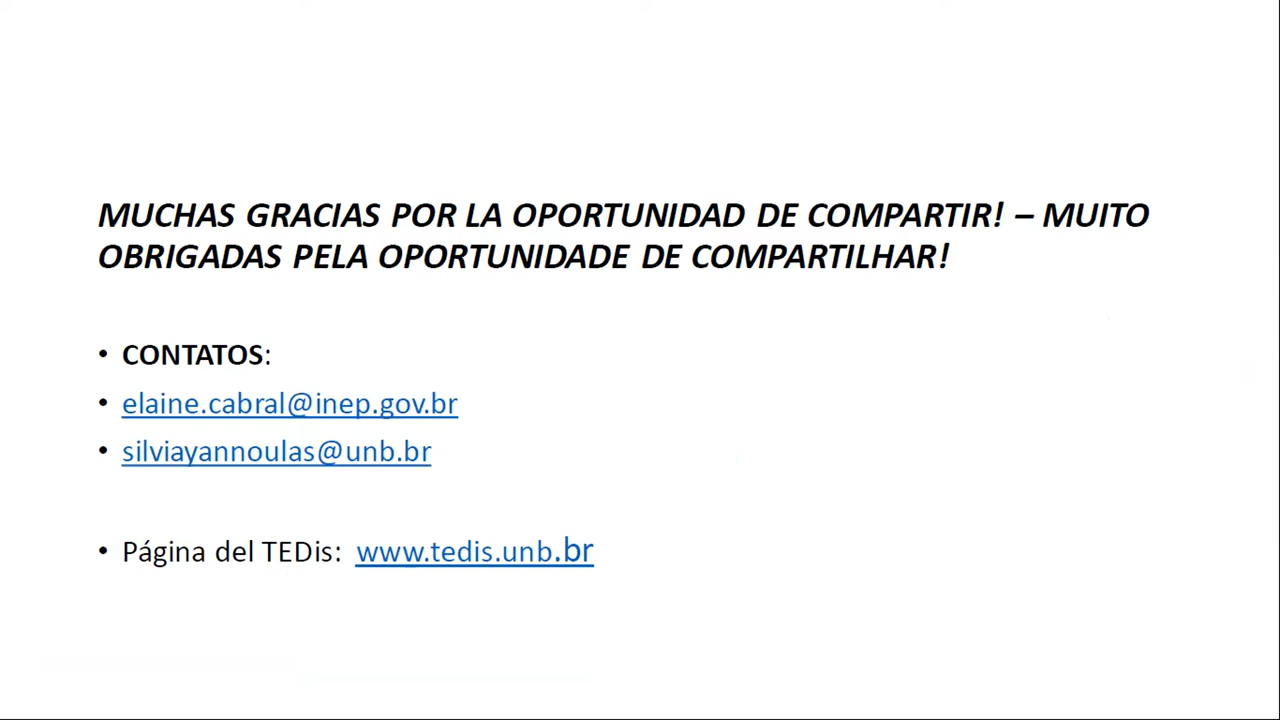 MUCHAS GRACIAS POR LA OPORTUNIDAD DE COMPARTIR! – MUITO
OBRIGADAS PELA OPORTUNIDADE DE COMPARTILHAR!
• CONTATOS:
• elaine.cabral@inep.gov.br
• silviayannoulas@unb.br
• Página del TEDis: www.tedis.unb.br